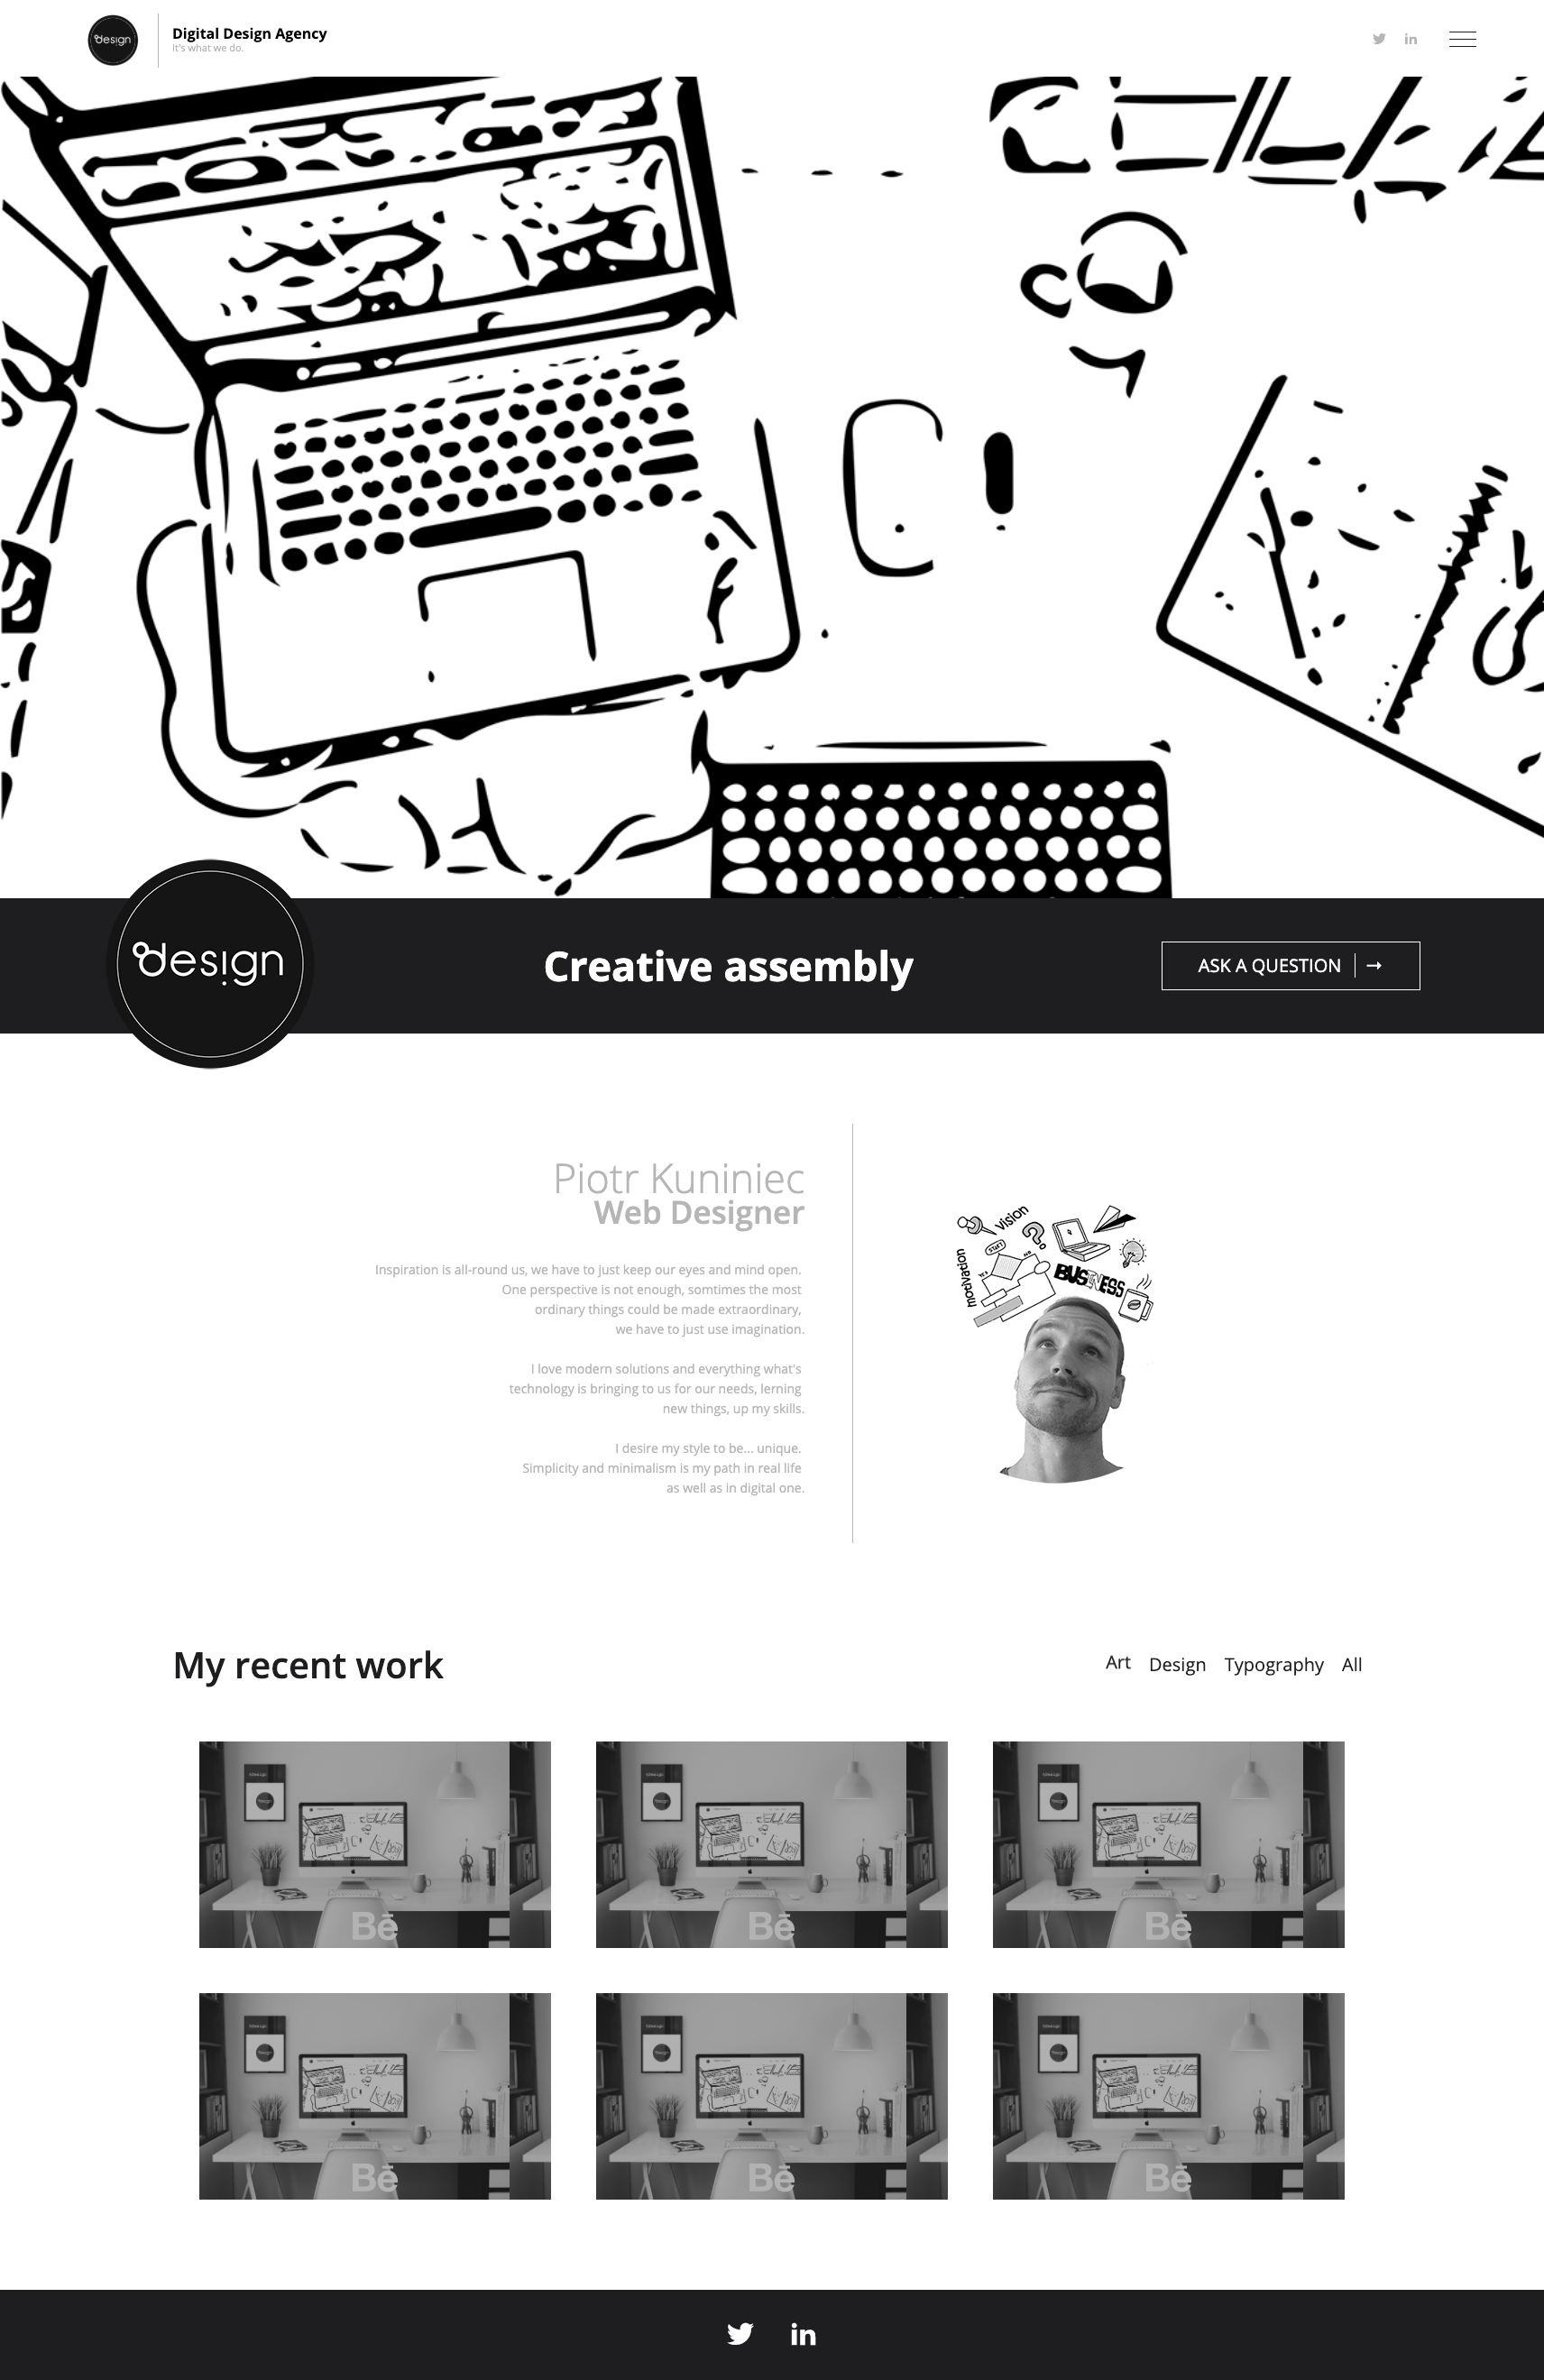 design
Digital Design Agency
It's what we do.
in
design
Creative assembly
ASK A QUESTION
Piotr Kuniniec
Web Designer
Inspiration is all-round us, we have to just keep our eyes and mind open.
One perspective is not enough, somtimes the most
ordinary things could be made extraordinary,
we have to just use imagination.
I love modern solutions and everything what's
technology is bringing to us for our needs, lerning
new things, up my skills.
I desire my style to be... unique.
Simplicity and minimalism is my path in real life
as well as in digital one.
vision
motivation
BUSINESS
My recent work
Art Design Typography All
Bē
Bē
Bē
Bē
Bē
Bē
in